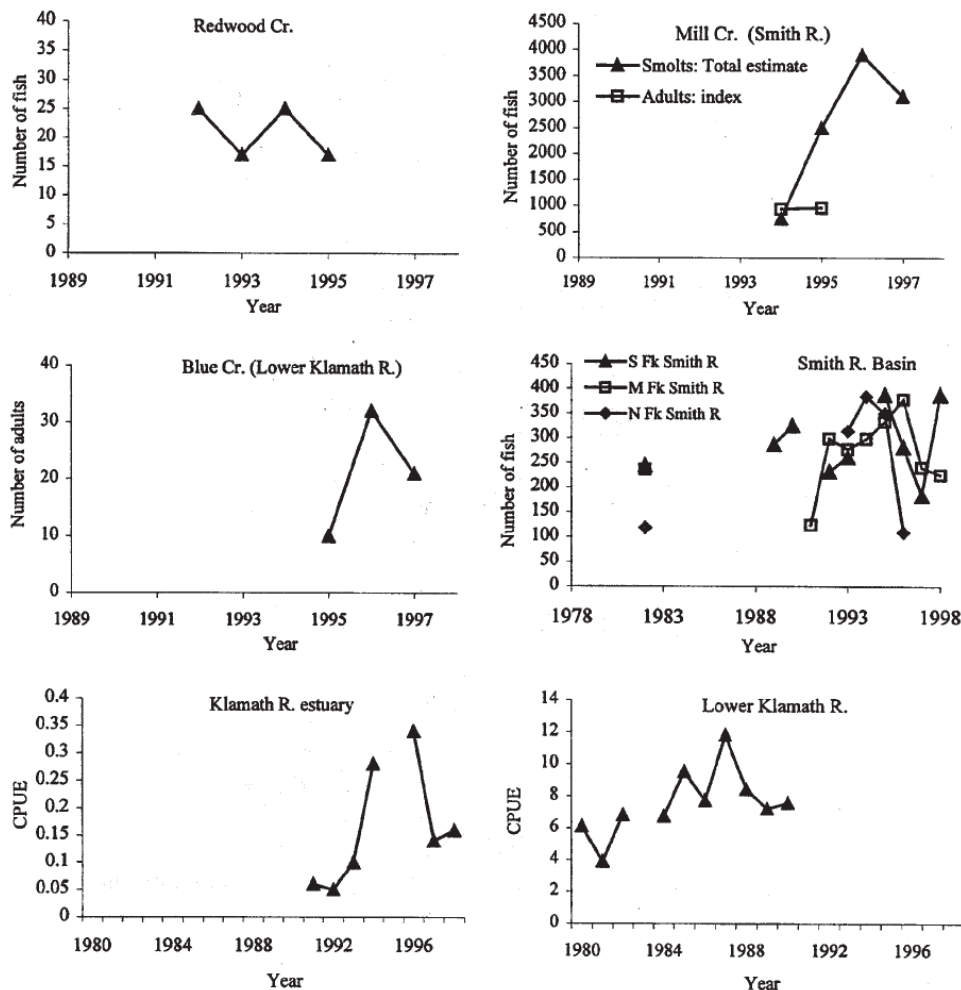 Redwood Cr.
40
35
30
25
20
15
10
5
0
Number of fish
1989 1991 1993 1995 1997
Year
Mill Cr. (Smith R.)
4500
4000
3500
3000
2500
2000
1500
1000
500
0
Number of fish
Smolts: Total estimate
Adults: index
1989 1991 1993 1995 1997
Year
Blue Cr. (Lower Klamath R.)
40
30
20
10
0
Number of adults
1989 1991 1993 1995 1997
Year
Smith R. Basin
450
400
350
300
250
200
150
100
50
0
Number of fish
S Fk Smith R
M Fk Smith R
N Fk Smith R
1978 1983 1988 1993 1998
Year
Klamath R. estuary
0.4
0.35
0.3
0.25
0.2
0.15
0.1
0.05
0
CPUE
1980 1984 1988 1992 1996
Year
Lower Klamath R.
14
12
10
8
6
4
2
0
CPUE
1980 1984 1988 1992 1996
Year